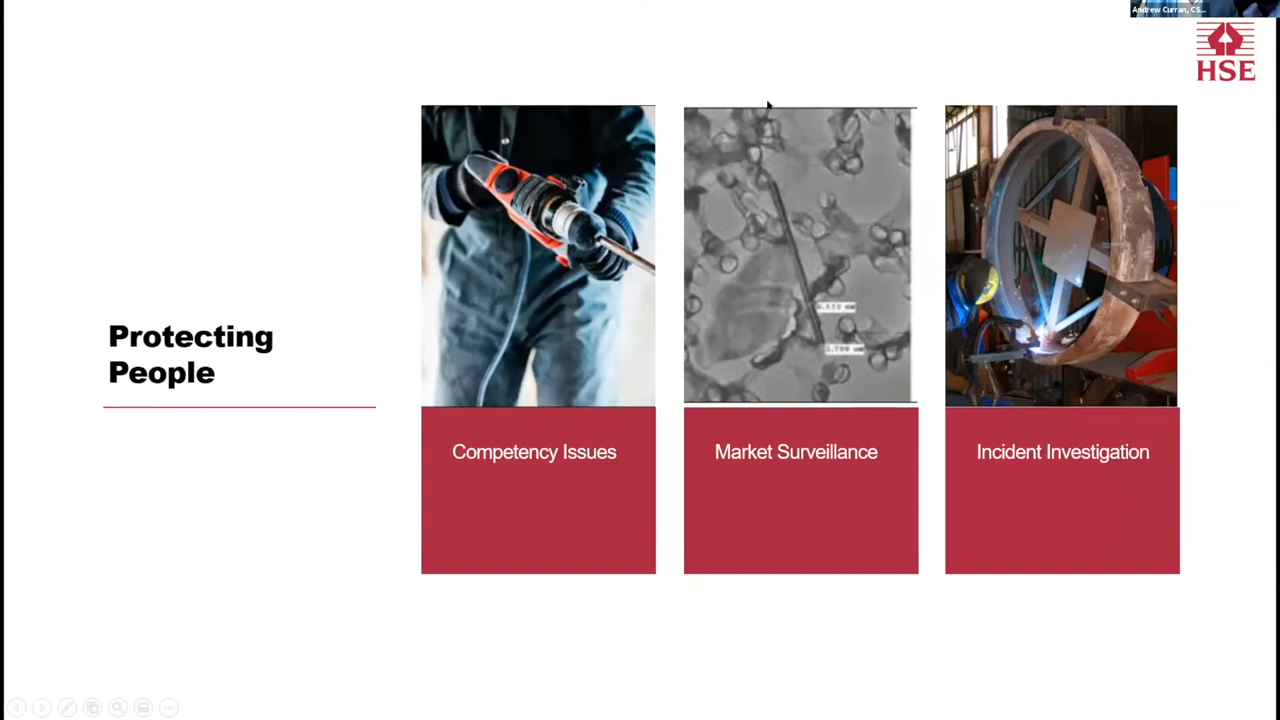 Andrew Curran, CS...
HSE
Protecting
People
Competency Issues
Market Surveillance
Incident Investigation